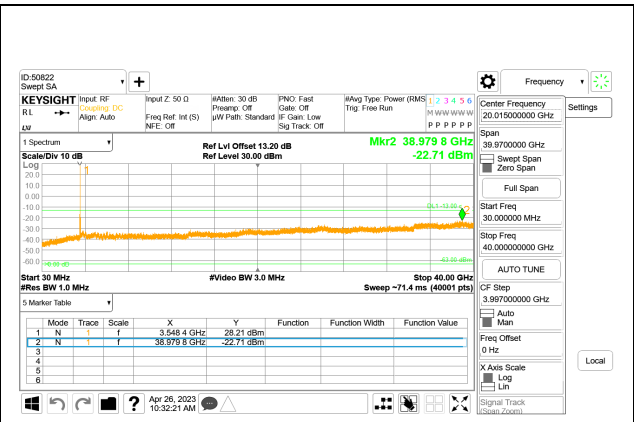 ID:50822
Swept SA
Frequency
Settings
KEYSIGHT
RL
LXI
Input: RF
Coupling: DC
Align: Auto
Input Z: 50 Ω
Freq Ref: Int (S)
NFE: Off
#Atten: 30 dB
Preamp: Off
µW Path: Standard
PNO: Fast
Gate: Off
IF Gain: Low
Sig Track: Off
#Avg Type: Power (RMS
Trig: Free Run
1 2 3 4 5 6
M W W W W W
P P P P P P
1 Spectrum
Scale/Div 10 dB
Ref Lvl Offset 13.20 dB
Ref Level 30.00 dBm
Mkr2 38.979 8 GHz
-22.71 dBm
Log
20.0
10.0
0.00
-10.0
-20.0
-30.0
-40.0
-50.0
-60.0
1
2
Start 30 MHz
#Res BW 1.0 MHz
#Video BW 3.0 MHz
Stop 40.00 GHz
Sweep ~71.4 ms (40001 pts)
5 Marker Table
Mode Trace Scale X Y Function Function Width Function Value
1 N 1 f 3.548 4 GHz 28.21 dBm
2 N 1 f 38.979 8 GHz -22.71 dBm
3
4
5
6
Apr 26, 2023
10:32:21 AM
Center Frequency
20.015000000 GHz
Span
39.9700000 GHz
Swept Span
Zero Span
Full Span
Start Freq
30.000000 MHz
Stop Freq
40.000000000 GHz
AUTO TUNE
CF Step
3.997000000 GHz
Auto
Man
Freq Offset
0 Hz
X Axis Scale
Log
Lin
Signal Track
(Span Zoom)
Local